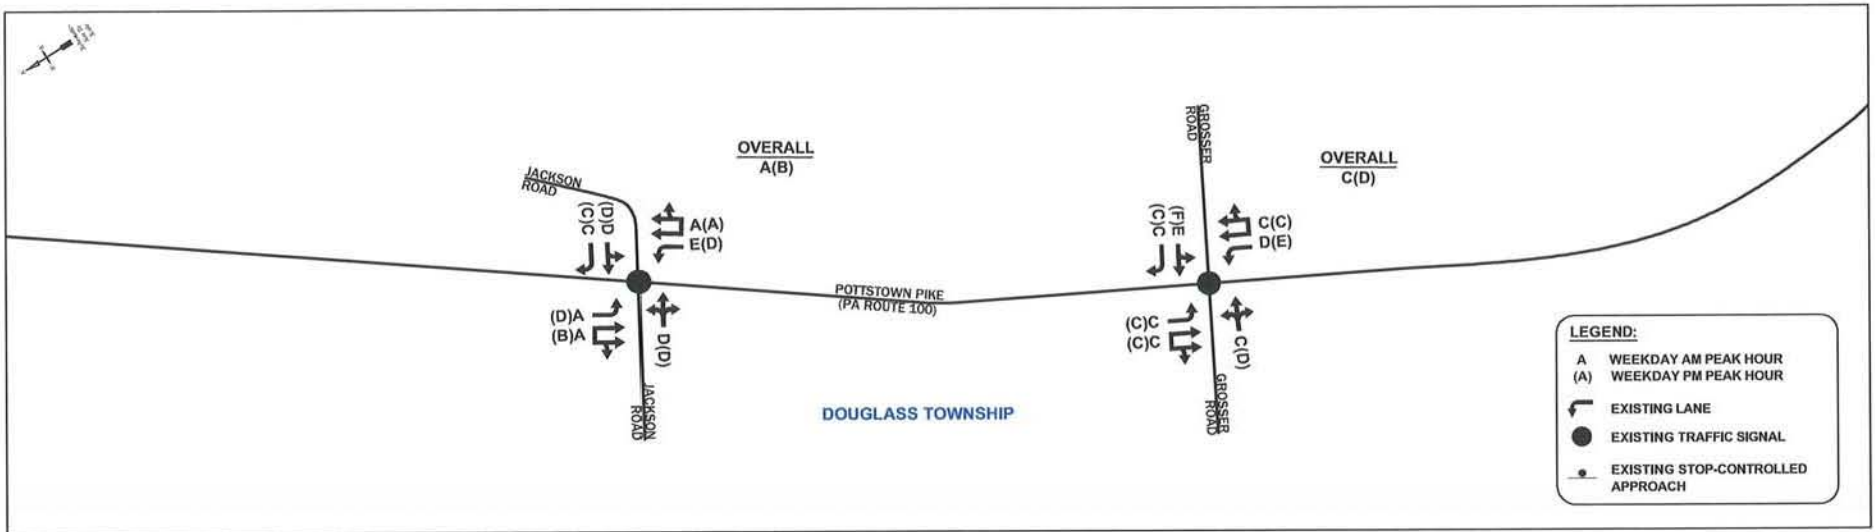 OVERALL
A(B)
JACKSON
ROAD
(C)C
(D)D
A(A)
E(D)
(D)A
(B)A
D(D)
JACKSON
ROAD
POTTSTOWN PIKE
(PA ROUTE 100)
GROSSER
ROAD
OVERALL
C(D)
(C)C
(F)E
C(C)
D(E)
(C)C
(C)C
C(D)
GROSSER
ROAD
DOUGLASS TOWNSHIP
LEGEND:
A WEEKDAY AM PEAK HOUR
(A) WEEKDAY PM PEAK HOUR
EXISTING LANE
EXISTING TRAFFIC SIGNAL
EXISTING STOP-CONTROLLED
APPROACH